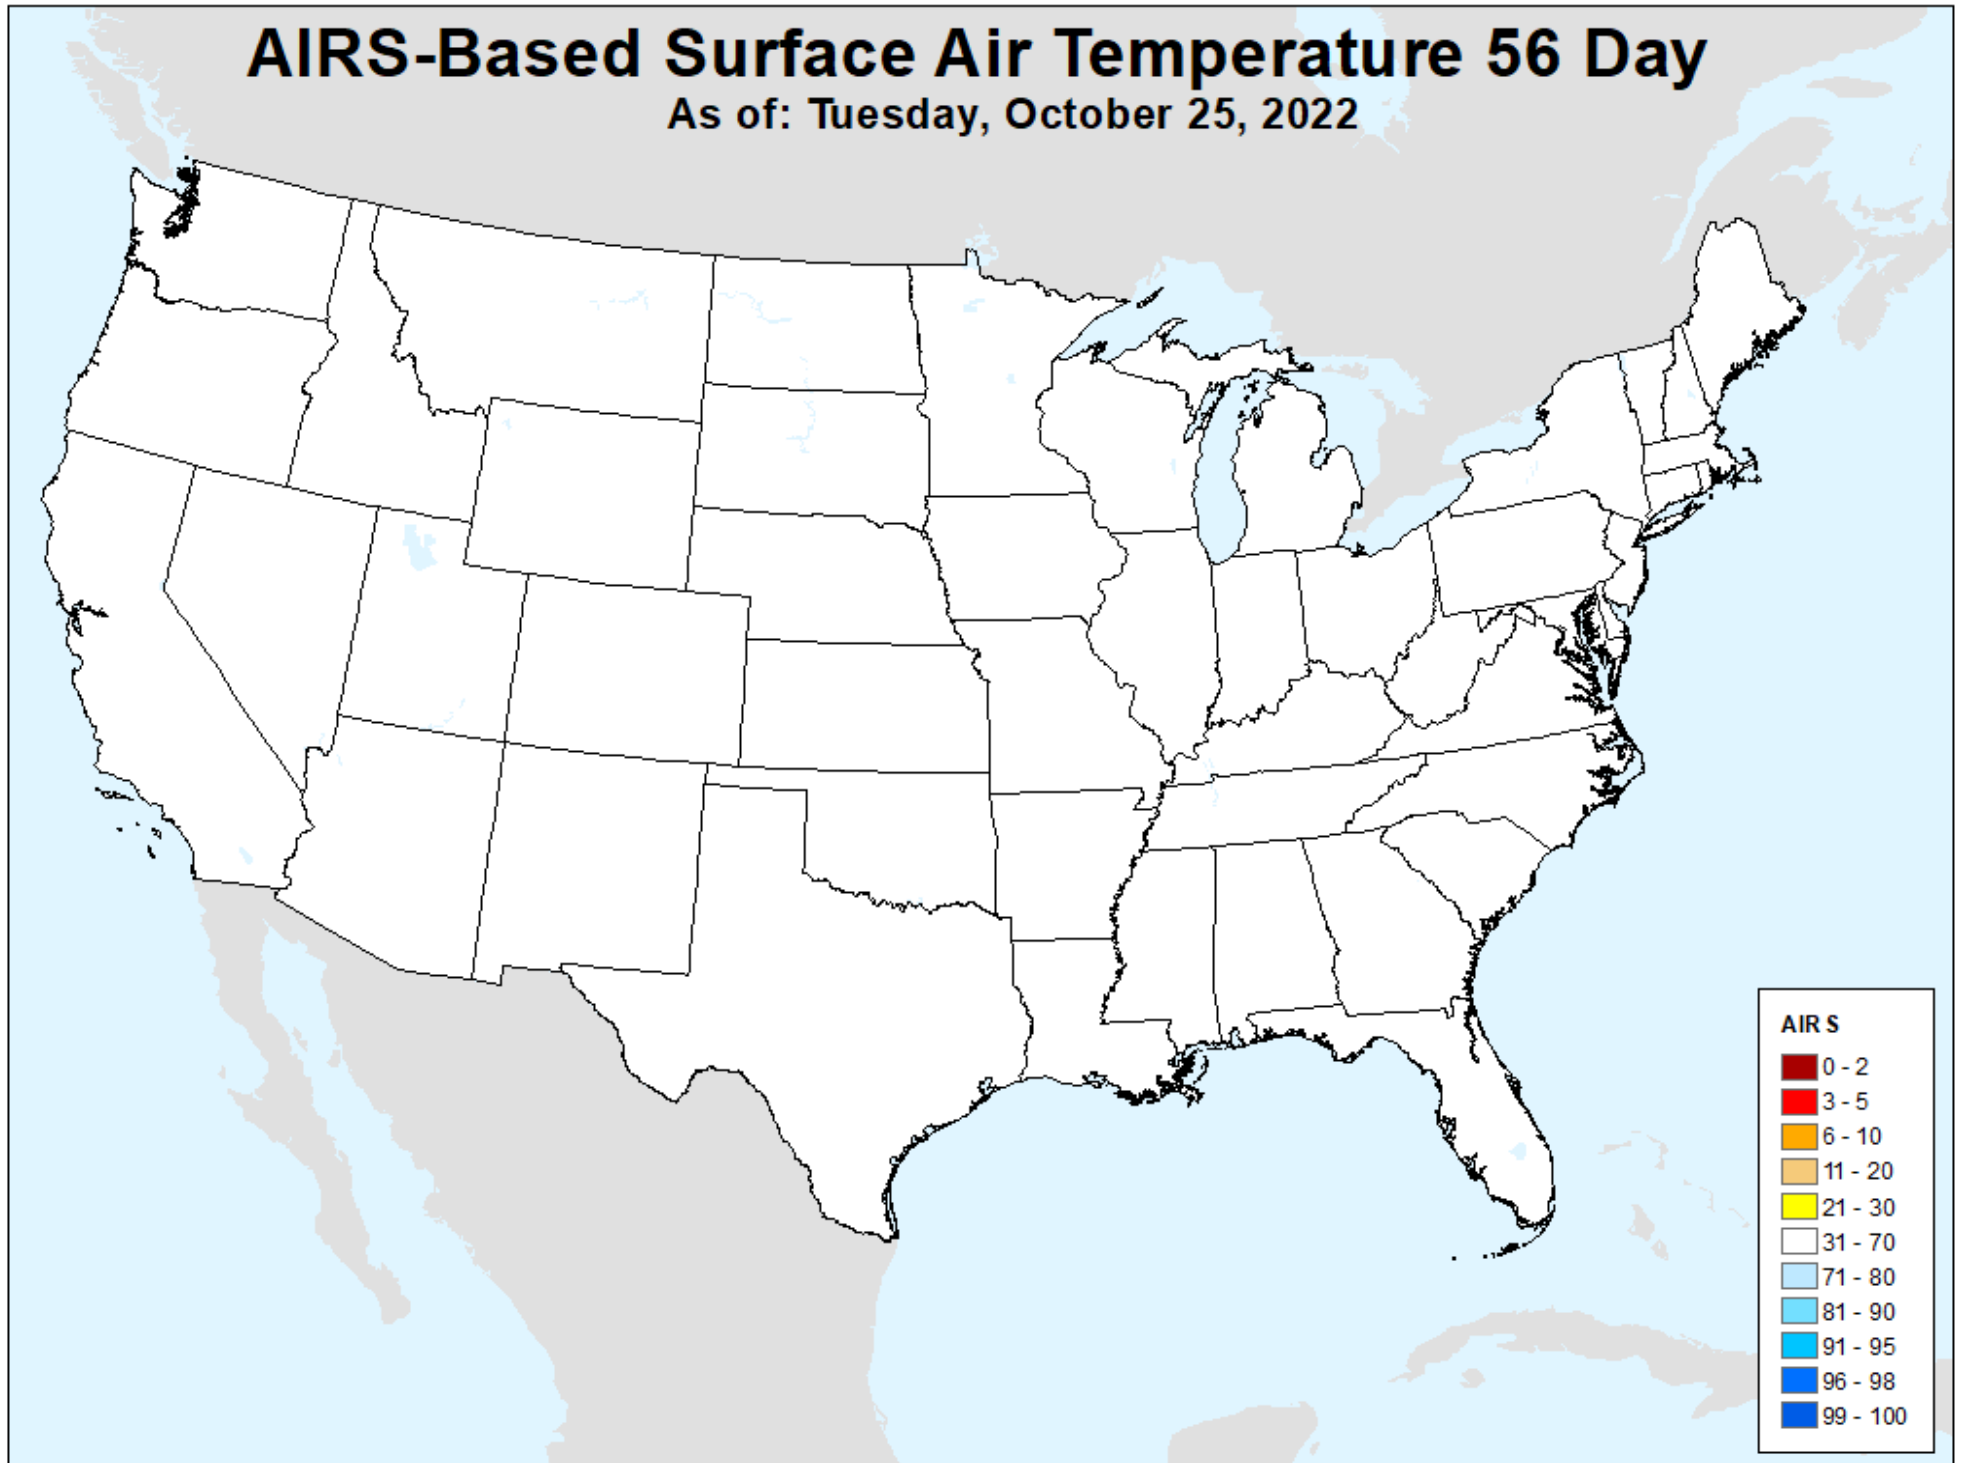 AIRS-Based Surface Air Temperature 56 Day
As of: Tuesday, October 25, 2022
AIRS
0 - 2
3 - 5
6 - 10
11 - 20
21 - 30
31 - 70
71 - 80
81 - 90
91 - 95
96 - 98
99 - 100